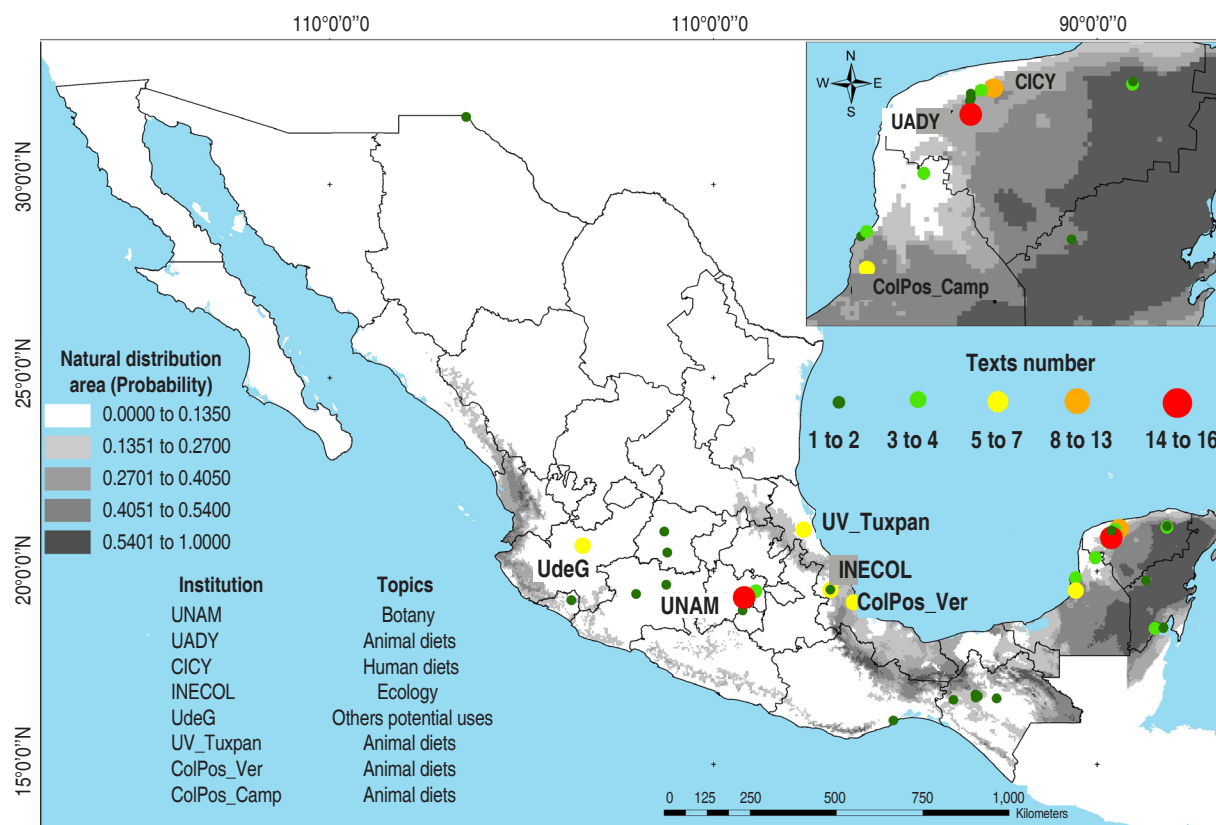 110°0'0''0 110°0'0''0 90°0'0''0
30°0'0''N
25°0'0''N
20°0'0''N
15°0'0''N
N
W E
S
CICY
UADY
ColPos_Camp
Natural distribution
area (Probability)
0.0000 to 0.1350
0.1351 to 0.2700
0.2701 to 0.4050
0.4051 to 0.5400
0.5401 to 1.0000
Texts number
1 to 2 3 to 4 5 to 7 8 to 13 14 to 16
UV_Tuxpan
UdeG
INECOL
UNAM
ColPos_Ver
Institution Topics
UNAM Botany
UADY Animal diets
CICY Human diets
INECOL Ecology
UdeG Others potential uses
UV_Tuxpan Animal diets
ColPos_Ver Animal diets
ColPos_Camp Animal diets
0 125 250 500 750 1,000
Kilometers